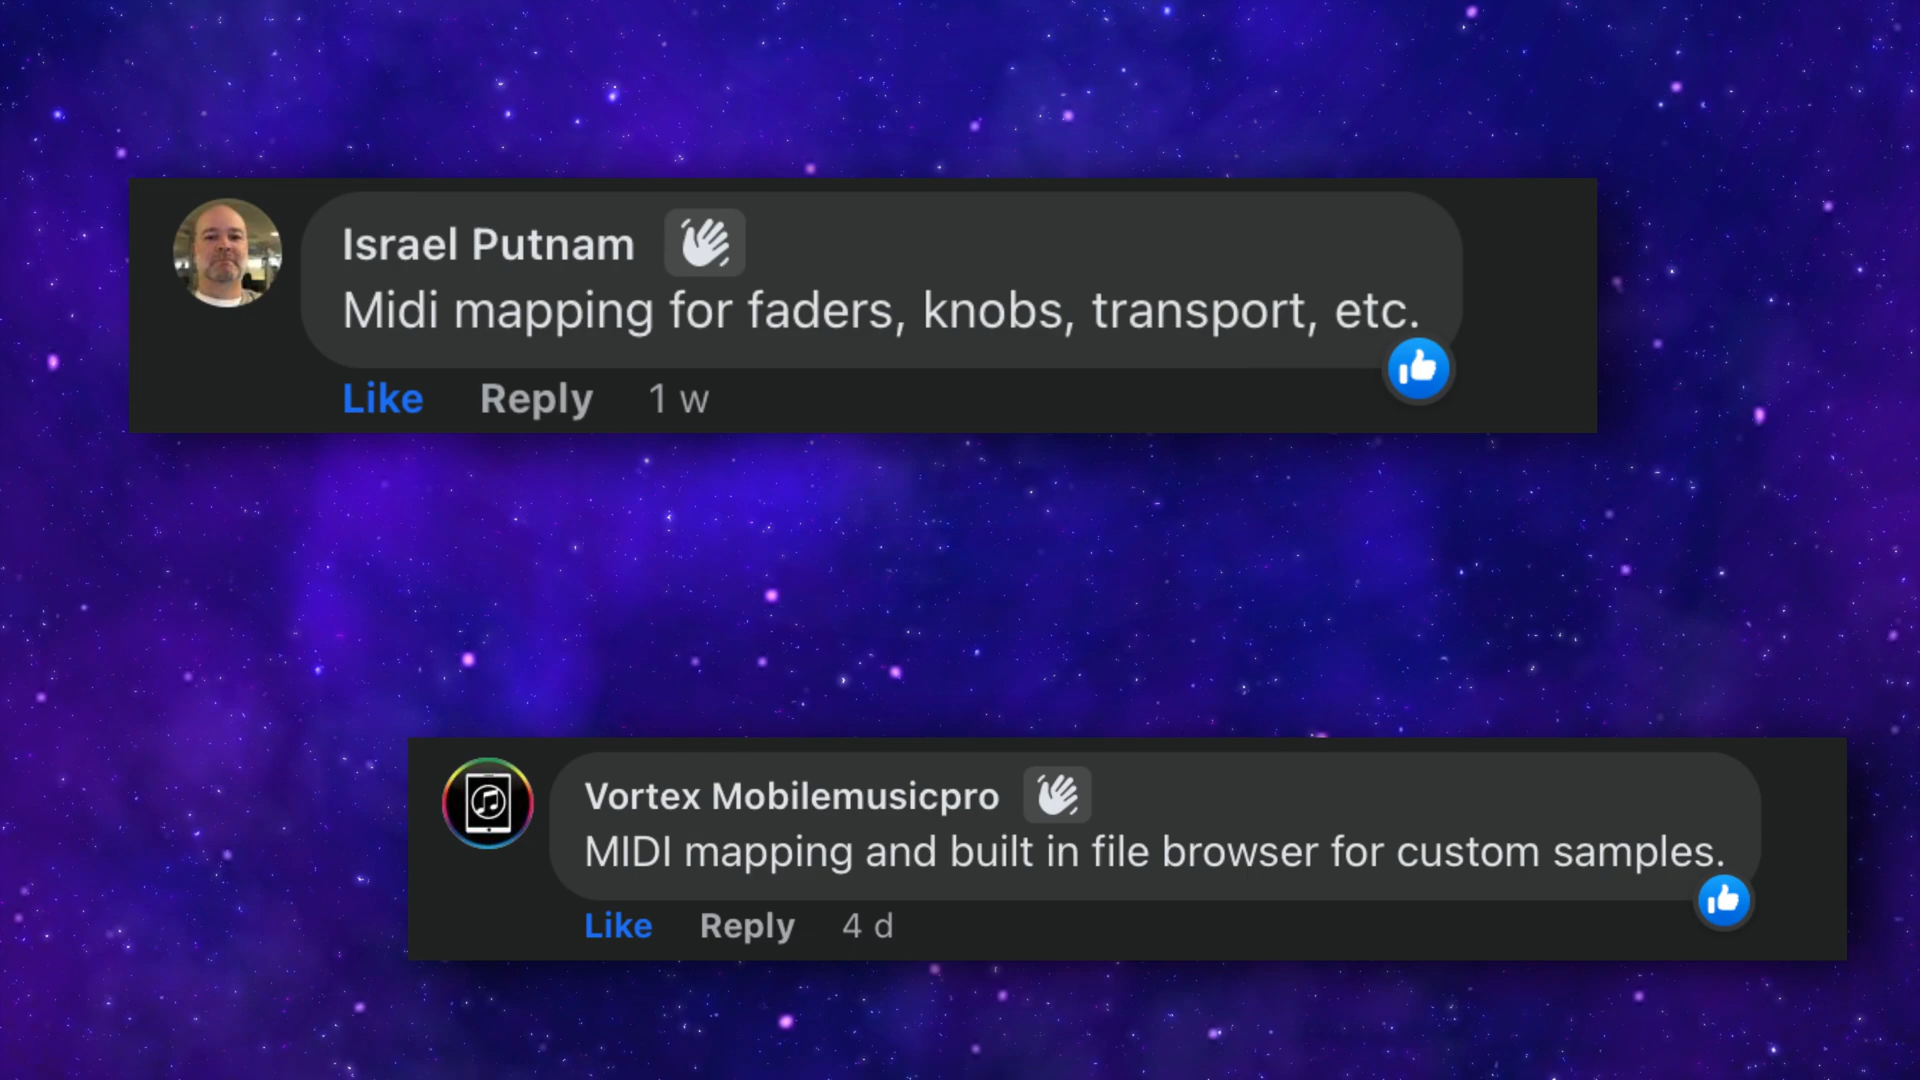 Israel Putnam
Midi mapping for faders, knobs, transport, etc.
Like Reply 1 w
Vortex Mobilemusicpro
MIDI mapping and built in file browser for custom samples.
Like Reply 4 d